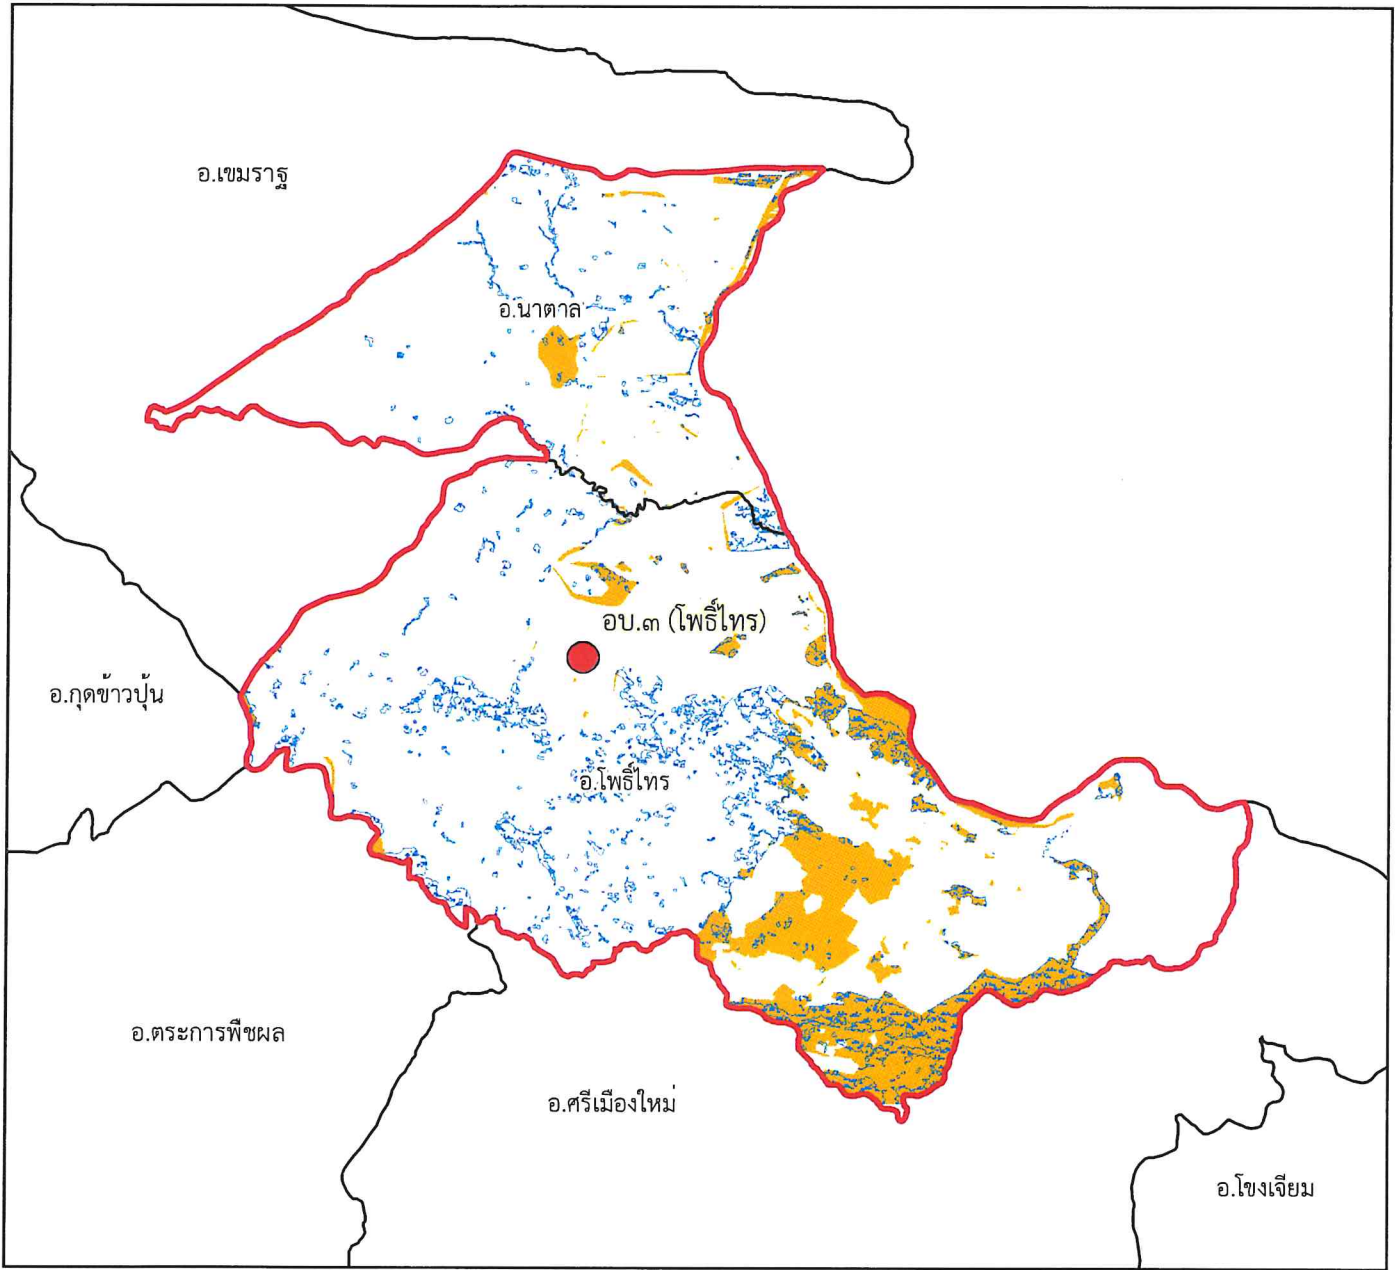 อ.เขมราฐ
อ.นาตาล
อบ.๓ (โพธิ์ไทร)
อ.กุดข้าวปุ้น
อ.โพธิ์ไทร
อ.ตระการพืชผล
อ.ศรีเมืองใหม่
อ.โขงเจียม